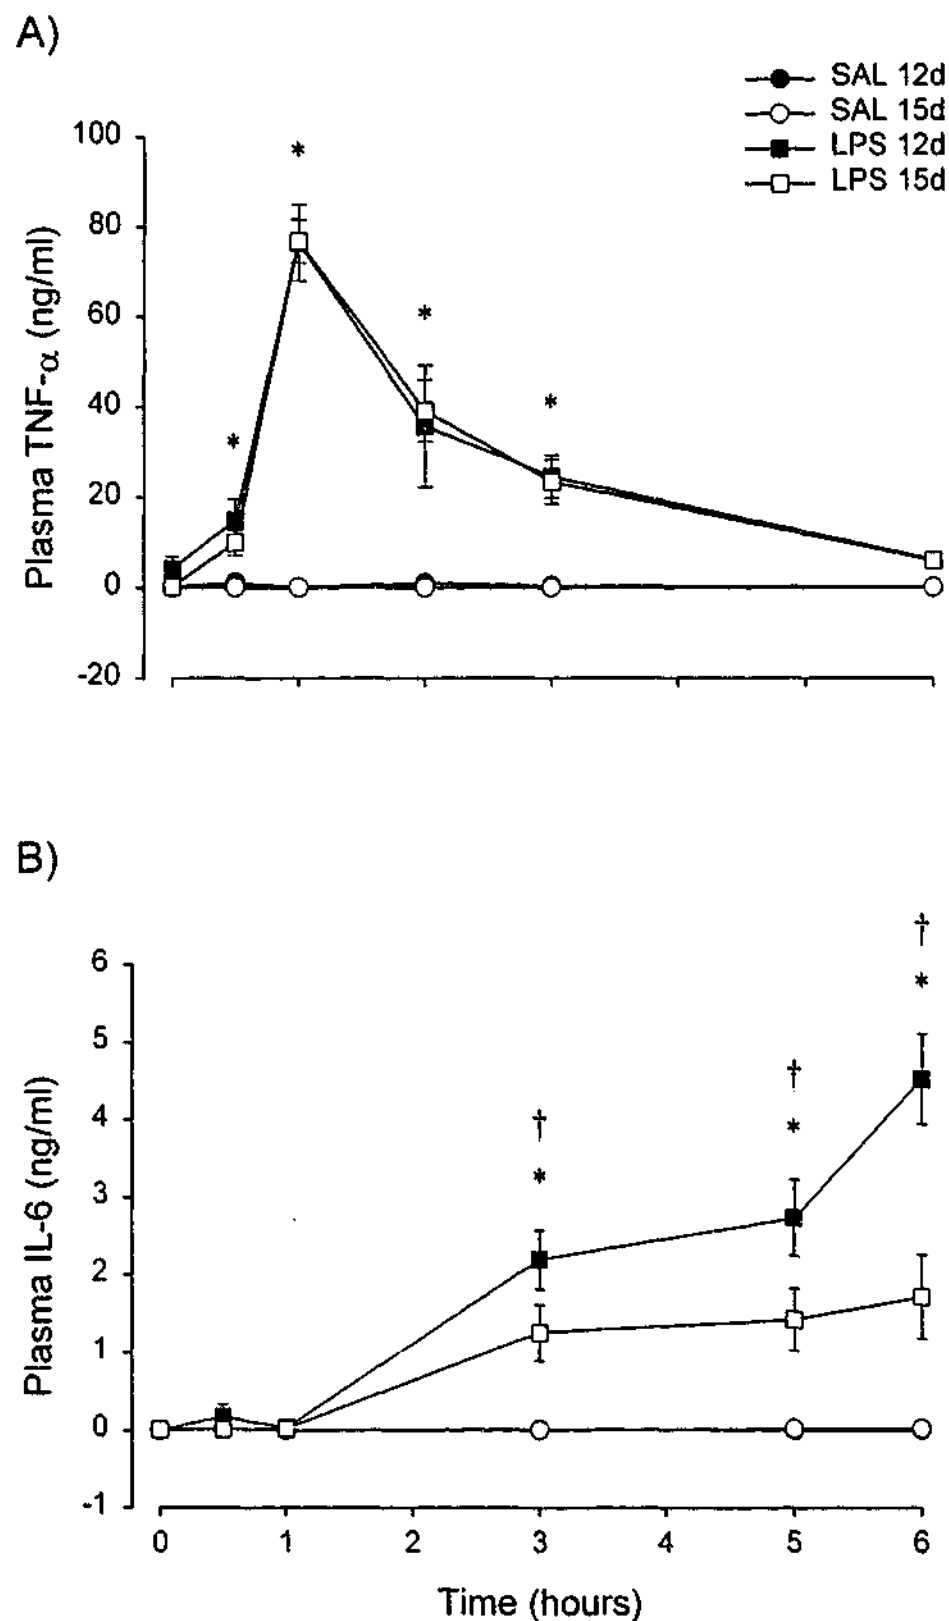 A)
SAL 12d
SAL 15d
LPS 12d
LPS 15d
100
80
60
40
20
0
-20
Plasma TNF-α (ng/ml)
*
*
*
*
B)
6
5
4
3
2
1
0
-1
Plasma IL-6 (ng/ml)
†
*
†
*
†
*
0 1 2 3 4 5 6
Time (hours)